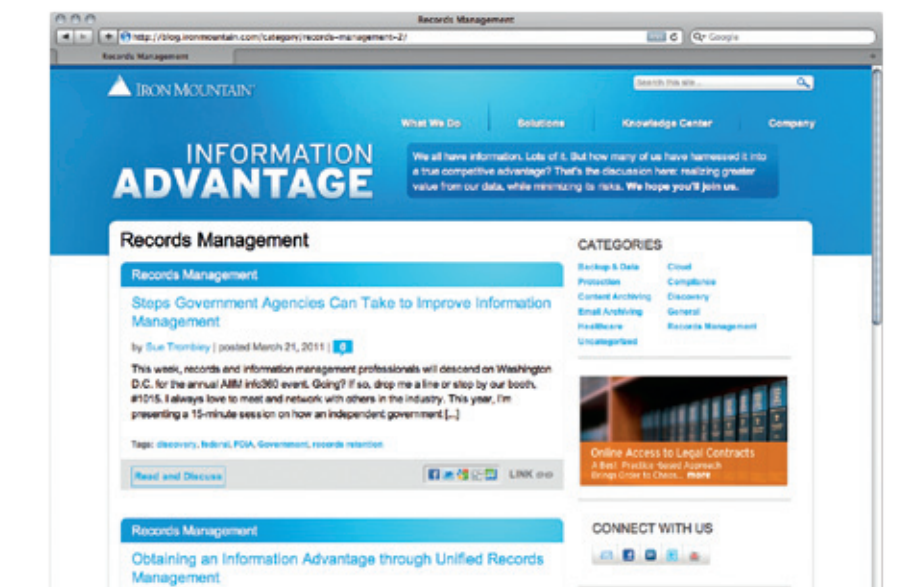 Records Management
http://blog.ironmountain.com/category/records-management-2/
Google
Records Management
IRON MOUNTAIN
Search this site...
What We Do
Solutions
Knowledge Center
Company
INFORMATION
ADVANTAGE
We all have information. Lots of it. But how many of us have harnessed it into
a true competitive advantage? That's the discussion here: realizing greater
value from our data, while minimizing its risks. We hope you'll join us.
Records Management
Records Management
Steps Government Agencies Can Take to Improve Information
Management
by Sue Trombley | posted March 21, 2011 | 0
This week, records and information management professionals will descend on Washington
D.C. for the annual AIIM info360 event. Going? If so, drop me a line or stop by our booth,
#1015. I always love to meet and network with others in the industry. This year, I'm
presenting a 15-minute session on how an independent government [...]
Tags: discovery, federal, FOIA, Government, records retention
Read and Discuss
LINK
Records Management
Obtaining an Information Advantage through Unified Records
Management
CATEGORIES
Backup & Data
Protection
Content Archiving
Email Archiving
Healthcare
Uncategorized
Cloud
Compliance
Discovery
General
Records Management
Online Access to Legal Contracts
A Best Practice-Based Approach
Brings Order to Chaos... more
CONNECT WITH US